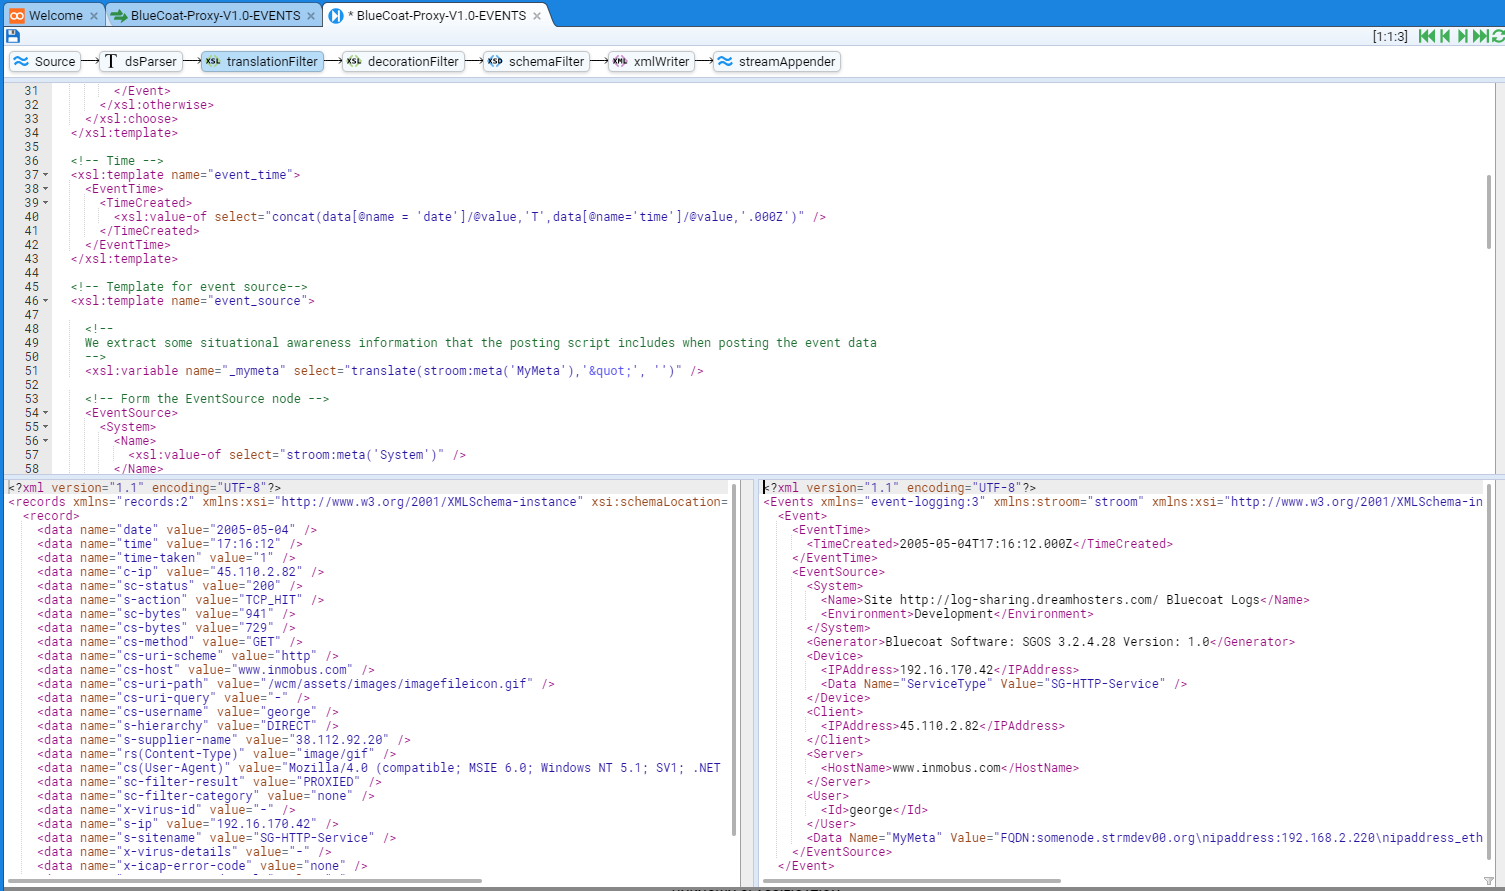 Welcome × BlueCoat-Proxy-V1.0-EVENTS × * BlueCoat-Proxy-V1.0-EVENTS ×
[1:1:3]
Source dsParser translationFilter decorationFilter schemaFilter xmlWriter streamAppender
31 </Event>
32 </xsl:otherwise>
33 </xsl:choose>
34 </xsl:template>
35
36 <!-- Time -->
37 <xsl:template name="event_time">
38 <EventTime>
39 <TimeCreated>
40 <xsl:value-of select="concat(data[@name = 'date']/@value,'T',data[@name='time']/@value,'.000Z')" />
41 </TimeCreated>
42 </EventTime>
43 </xsl:template>
44
45 <!-- Template for event source-->
46 <xsl:template name="event_source">
47
48 <!--
49 We extract some situational awareness information that the posting script includes when posting the event data
50 -->
51 <xsl:variable name="_mymeta" select="translate(stroom:meta('MyMeta'),'&quot;', '')" />
52
53 <!-- Form the EventSource node -->
54 <EventSource>
55 <System>
56 <Name>
57 <xsl:value-of select="stroom:meta('System')" />
58 </Name>
<?xml version="1.1" encoding="UTF-8"?>
<records xmlns="records:2" xmlns:xsi="http://www.w3.org/2001/XMLSchema-instance" xsi:schemaLocation=
<record>
<data name="date" value="2005-05-04" />
<data name="time" value="17:16:12" />
<data name="time-taken" value="1" />
<data name="c-ip" value="45.110.2.82" />
<data name="sc-status" value="200" />
<data name="s-action" value="TCP_HIT" />
<data name="sc-bytes" value="941" />
<data name="cs-bytes" value="729" />
<data name="cs-method" value="GET" />
<data name="cs-uri-scheme" value="http" />
<data name="cs-host" value="www.inmobus.com" />
<data name="cs-uri-path" value="/wcm/assets/images/imagefileicon.gif" />
<data name="cs-uri-query" value="-" />
<data name="cs-username" value="george" />
<data name="s-hierarchy" value="DIRECT" />
<data name="s-supplier-name" value="38.112.92.20" />
<data name="rs(Content-Type)" value="image/gif" />
<data name="cs(User-Agent)" value="Mozilla/4.0 (compatible; MSIE 6.0; Windows NT 5.1; SV1; .NET
<data name="sc-filter-result" value="PROXIED" />
<data name="sc-filter-category" value="none" />
<data name="x-virus-id" value="-" />
<data name="s-ip" value="192.16.170.42" />
<data name="s-sitename" value="SG-HTTP-Service" />
<data name="x-virus-details" value="-" />
<data name="x-icap-error-code" value="none" />
<?xml version="1.1" encoding="UTF-8"?>
<Events xmlns="event-logging:3" xmlns:stroom="stroom" xmlns:xsi="http://www.w3.org/2001/XMLSchema-in
<Event>
<EventTime>
<TimeCreated>2005-05-04T17:16:12.000Z</TimeCreated>
</EventTime>
<EventSource>
<System>
<Name>Site http://log-sharing.dreamhosters.com/ Bluecoat Logs</Name>
<Environment>Development</Environment>
</System>
<Generator>Bluecoat Software: SGOS 3.2.4.28 Version: 1.0</Generator>
<Device>
<IPAddress>192.16.170.42</IPAddress>
<Data Name="ServiceType" Value="SG-HTTP-Service" />
</Device>
<Client>
<IPAddress>45.110.2.82</IPAddress>
</Client>
<Server>
<HostName>www.inmobus.com</HostName>
</Server>
<User>
<Id>george</Id>
</User>
<Data Name="MyMeta" Value="FQDN:somenode.strmdev00.org\nipaddress:192.168.2.220\nipaddress_eth
</EventSource>
</Event>